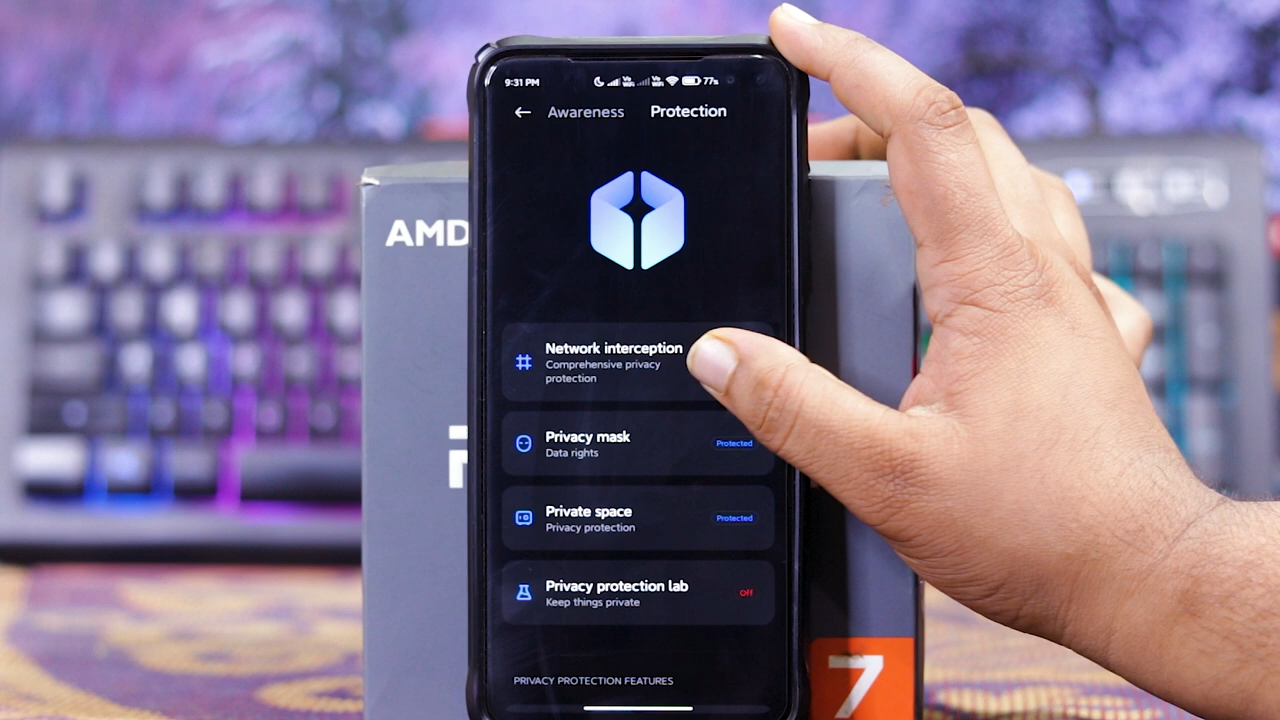 9:31 PM
77%
Awareness Protection
AMD
Network interception
Comprehensive privacy
protection
Privacy mask
Data rights
Protected
Private space
Privacy protection
Protected
Privacy protection lab
Keep things private
Off
PRIVACY PROTECTION FEATURES
7